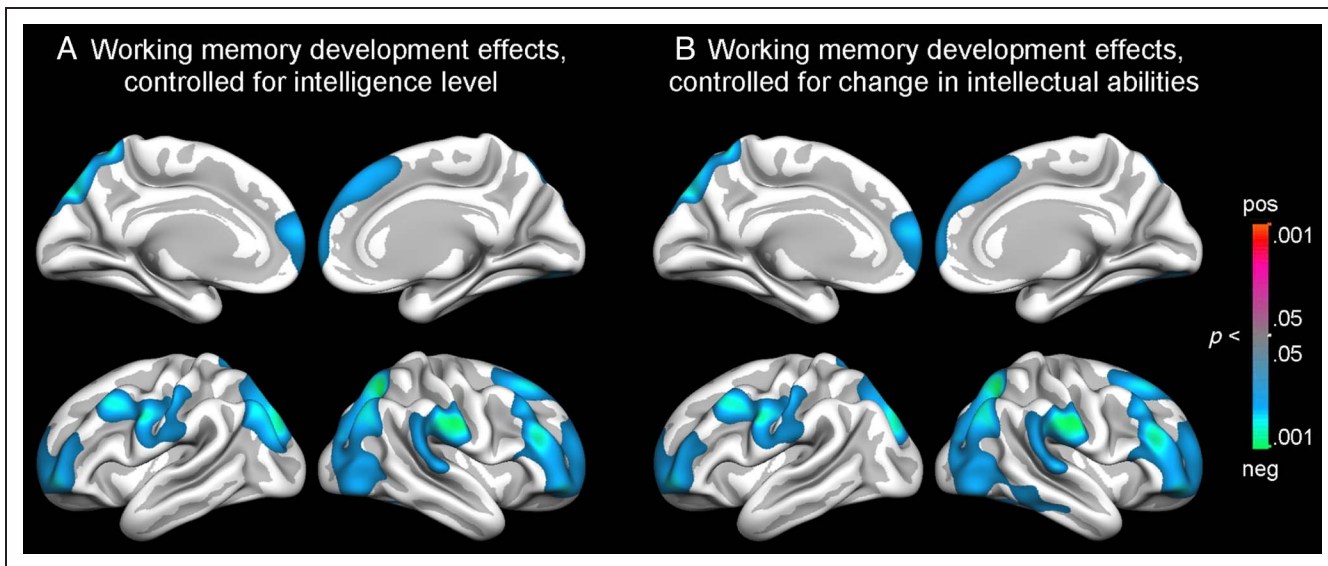 A Working memory development effects,
controlled for intelligence level
B Working memory development effects,
controlled for change in intellectual abilities
pos
.001
.05
p <
.05
.001
neg